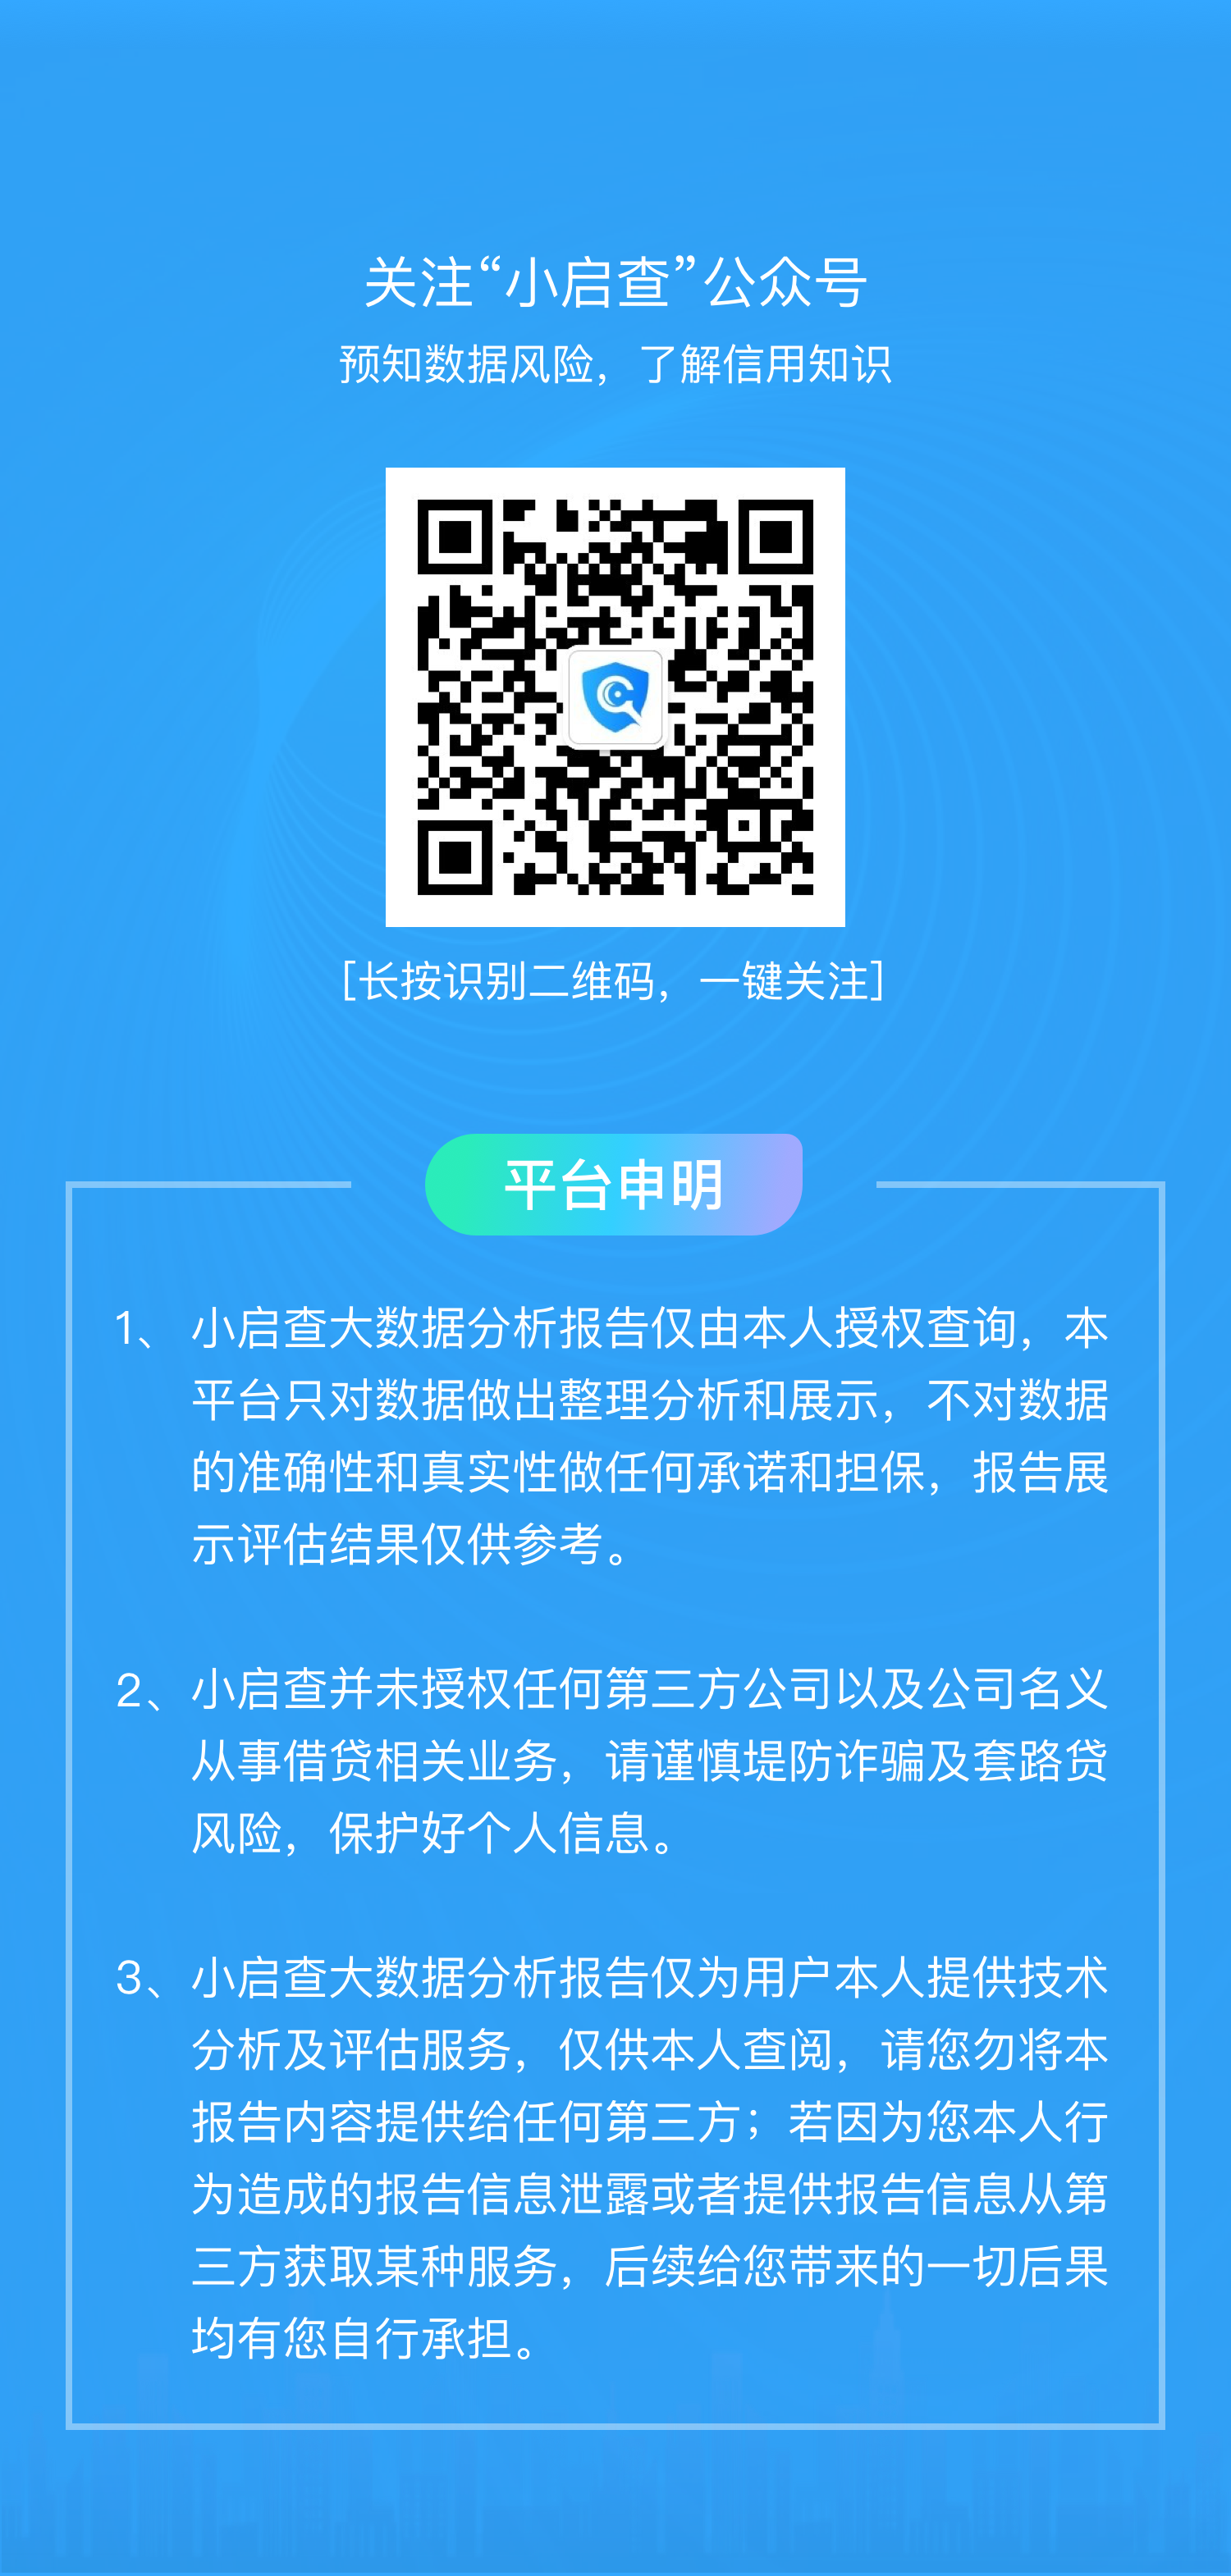 关注“小启查”公众号
预知数据风险，了解信用知识
[长按识别二维码，一键关注]
平台申明
1、 小启查大数据分析报告仅由本人授权查询，本
平台只对数据做出整理分析和展示，不对数据
的准确性和真实性做任何承诺和担保，报告展
示评估结果仅供参考。
2、小启查并未授权任何第三方公司以及公司名义
从事借贷相关业务，请谨慎堤防诈骗及套路贷
风险，保护好个人信息。
3、小启查大数据分析报告仅为用户本人提供技术
分析及评估服务，仅供本人查阅，请您勿将本
报告内容提供给任何第三方；若因为您本人行
为造成的报告信息泄露或者提供报告信息从第
三方获取某种服务，后续给您带来的一切后果
均有您自行承担。